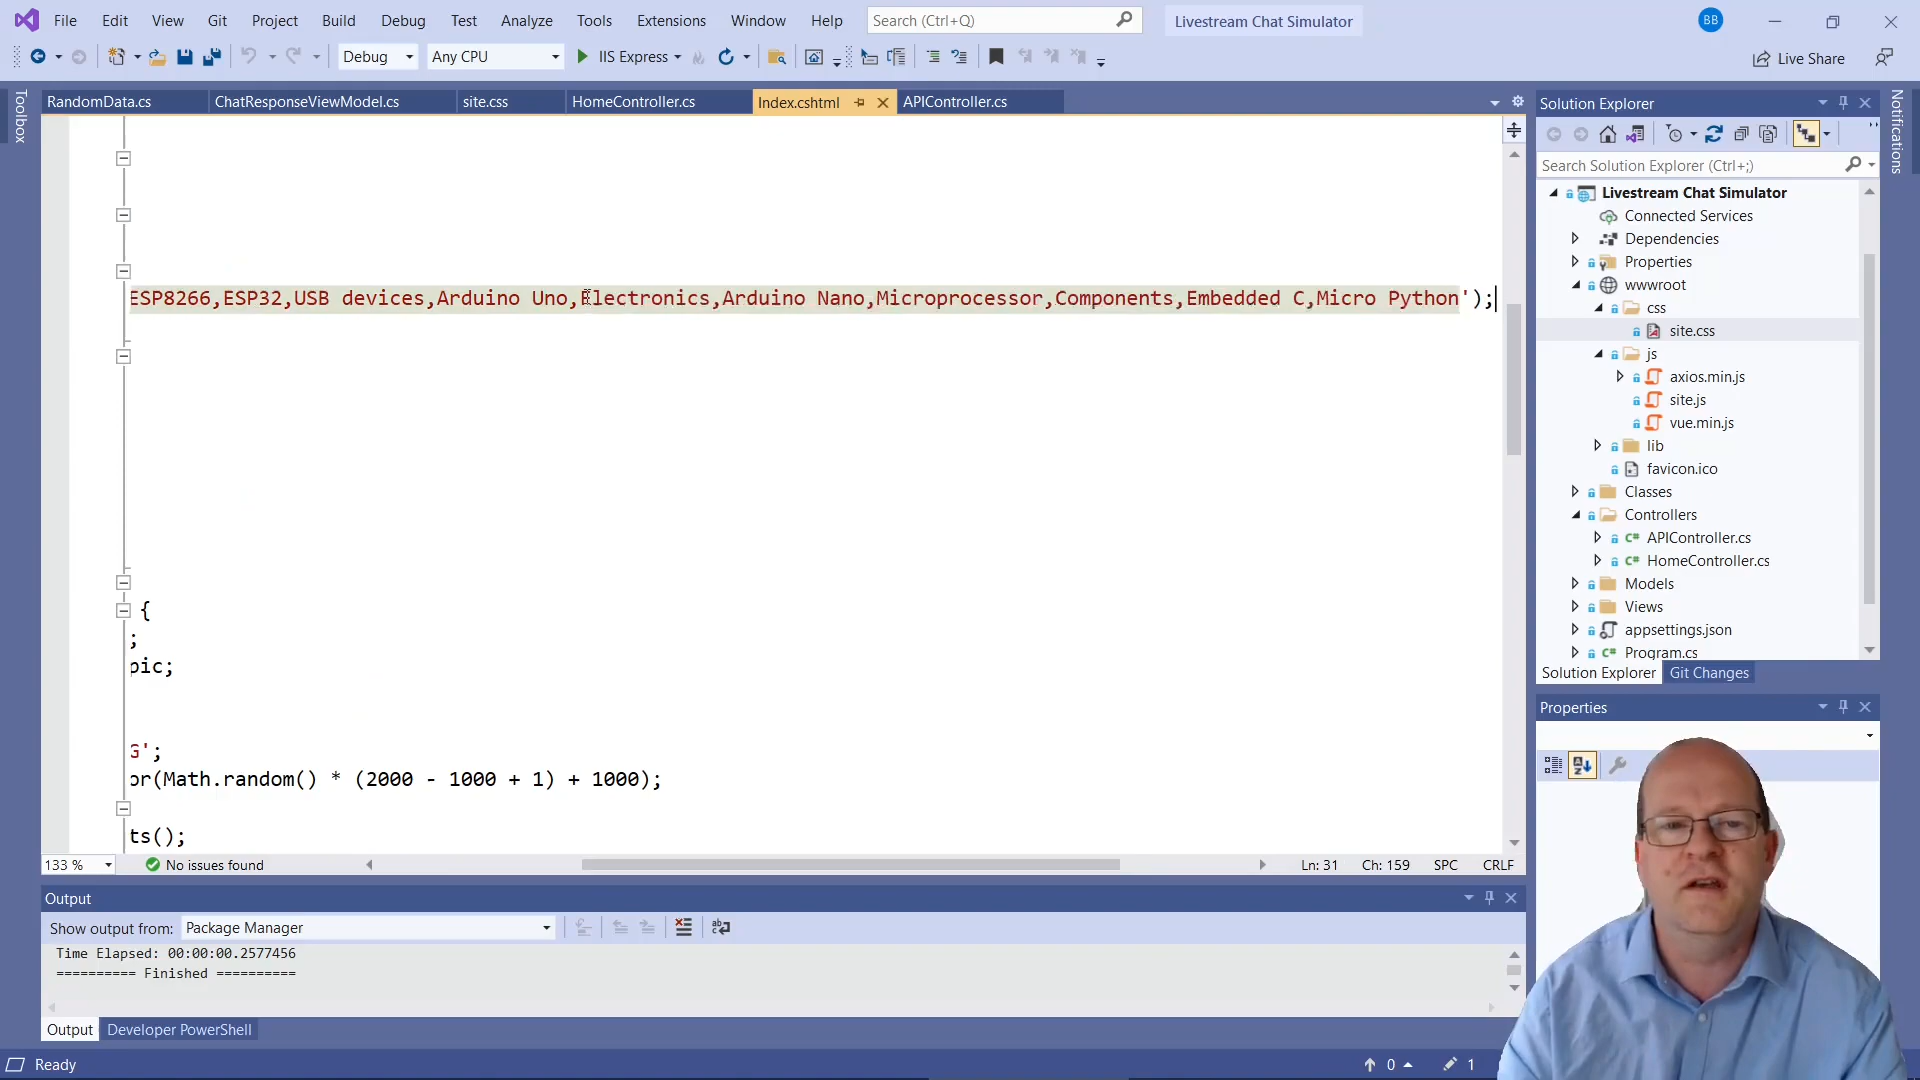 File Edit View Git Project Build Debug Test Analyze Tools Extensions Window Help Search (Ctrl+Q) Livestream Chat Simulator BB
Debug Any CPU IIS Express Live Share
Toolbox
RandomData.cs ChatResponseViewModel.cs site.css HomeController.cs Index.cshtml APIController.cs
ESP8266,ESP32,USB devices,Arduino Uno,Electronics,Arduino Nano,Microprocessor,Components,Embedded C,Micro Python');
{
;
pic;
G';
or(Math.random() * (2000 - 1000 + 1) + 1000);
ts();
133 % No issues found Ln: 31 Ch: 159 SPC CRLF
Output
Show output from: Package Manager
Time Elapsed: 00:00:00.2577456
========== Finished ==========
Output Developer PowerShell
Ready 0 1
Solution Explorer
Search Solution Explorer (Ctrl+;)
Livestream Chat Simulator
Connected Services
Dependencies
Properties
wwwroot
css
site.css
js
axios.min.js
site.js
vue.min.js
lib
favicon.ico
Classes
Controllers
C# APIController.cs
C# HomeController.cs
Models
Views
appsettings.json
C# Program.cs
Solution Explorer Git Changes
Properties
Notifications